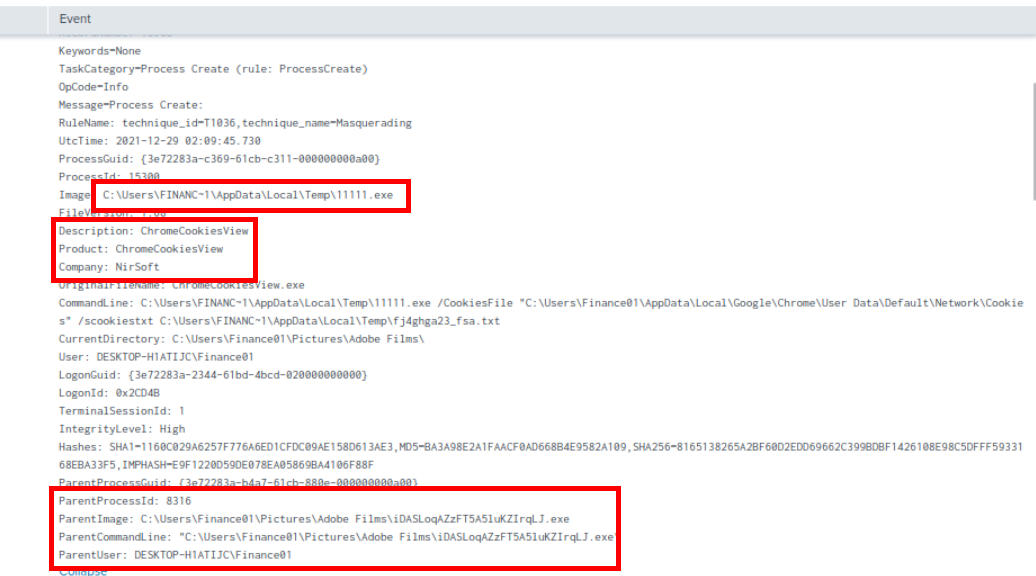 Event
Keywords=None
TaskCategory=Process Create (rule: ProcessCreate)
OpCode=Info
Message=Process Create:
RuleName: technique_id=T1036,technique_name=Masquerading
UtcTime: 2021-12-29 02:09:45.730
ProcessGuid: {3e72283a-c369-61cb-c311-000000000a00}
ProcessId: 15300
Image: C:\Users\FINANC~1\AppData\Local\Temp\11111.exe
FileVersion: 1.00
Description: ChromeCookiesView
Product: ChromeCookiesView
Company: NirSoft
OriginalFileName: ChromeCookiesView.exe
CommandLine: C:\Users\FINANC~1\AppData\Local\Temp\11111.exe /CookiesFile "C:\Users\Finance01\AppData\Local\Google\Chrome\User Data\Default\Network\Cookie
s" /scookiestxt C:\Users\FINANC~1\AppData\Local\Temp\fj4ghga23_fsa.txt
CurrentDirectory: C:\Users\Finance01\Pictures\Adobe Films\
User: DESKTOP-H1ATIJC\Finance01
LogonGuid: {3e72283a-2344-61bd-4bcd-020000000000}
LogonId: 0x2CD4B
TerminalSessionId: 1
IntegrityLevel: High
Hashes: SHA1=1160C029A6257F776A6ED1CFDC09AE158D613AE3,MD5=BA3A98E2A1FAACF0AD668B4E9582A109,SHA256=8165138265A2BF60D2EDD69662C399BDBF1426108E98C5DFFF59331
68EBA33F5,IMPHASH=E9F1220D59DE078EA05869BA4106F88F
ParentProcessGuid: {3e72283a-b4a7-61cb-880e-000000000a00}
ParentProcessId: 8316
ParentImage: C:\Users\Finance01\Pictures\Adobe Films\iDASLoqAZzFT5A5luKZIrqLJ.exe
ParentCommandLine: "C:\Users\Finance01\Pictures\Adobe Films\iDASLoqAZzFT5A5luKZIrqLJ.exe"
ParentUser: DESKTOP-H1ATIJC\Finance01
Collapse